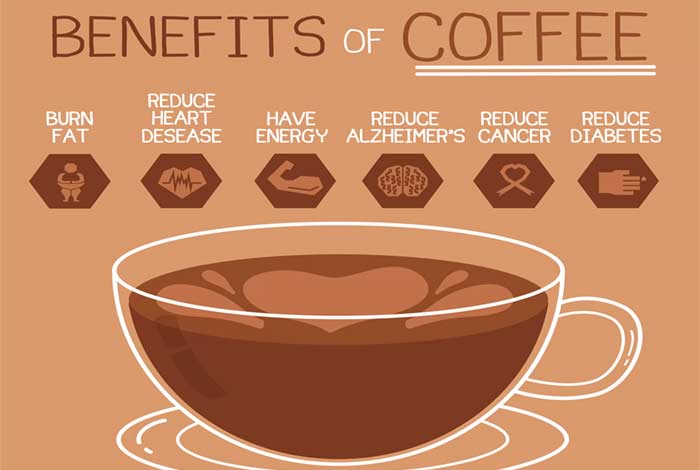 BENEFITS OF COFFEE
BURN
FAT
REDUCE
HEART
DESEASE
HAVE
ENERGY
REDUCE
ALZHEIMER'S
REDUCE
CANCER
REDUCE
DIABETES